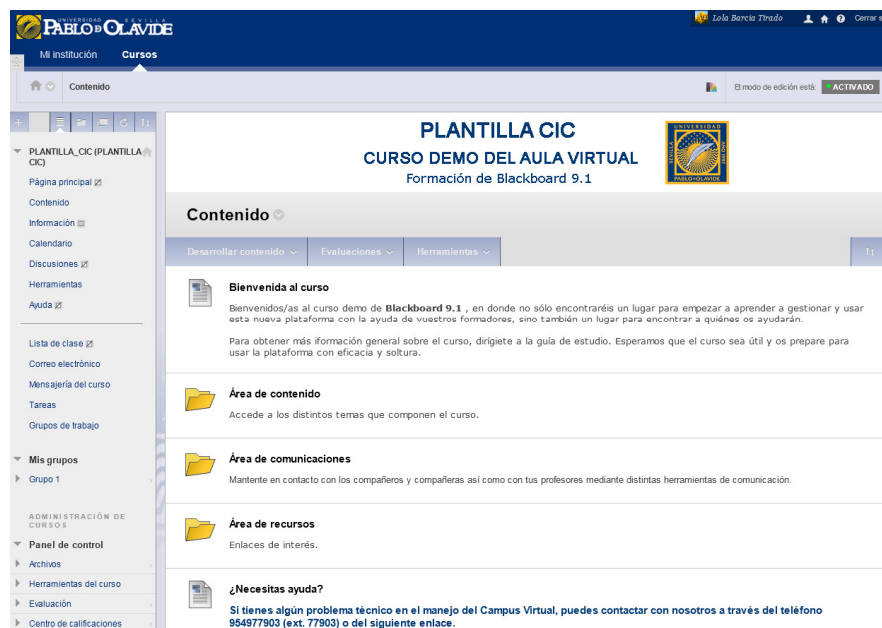 UNIVERSIDAD SEVILLA
PABLO DE OLAVIDE
Lola Barcia Tirado
Cerrar s
Mi institución
Cursos
Contenido
El modo de edición está:
ACTIVADO
PLANTILLA_CIC (PLANTILLA CIC)
Página principal
Contenido
Información
Calendario
Discusiones
Herramientas
Ayuda
Lista de clase
Correo electrónico
Mensajería del curso
Tareas
Grupos de trabajo
Mis grupos
Grupo 1
ADMINISTRACIÓN DE
CURSOS
Panel de control
Archivos
Herramientas del curso
Evaluación
Centro de calificaciones
PLANTILLA CIC
CURSO DEMO DEL AULA VIRTUAL
Formación de Blackboard 9.1
UNIVERSIDAD
SEVILLA
AÑO 1997
PABLO•OLAVIDE
Contenido
Desarrollar contenido
Evaluaciones
Herramientas
Bienvenida al curso
Bienvenidos/as al curso demo de Blackboard 9.1 , en donde no sólo encontraréis un lugar para empezar a aprender a gestionar y usar
esta nueva plataforma con la ayuda de vuestros formadores, sino también un lugar para encontrar a quiénes os ayudarán.
Para obtener más iformación general sobre el curso, dirígiete a la guía de estudio. Esperamos que el curso sea útil y os prepare para
usar la plataforma con eficacia y soltura.
Área de contenido
Accede a los distintos temas que componen el curso.
Área de comunicaciones
Mantente en contacto con los compañeros y compañeras así como con tus profesores mediante distintas herramientas de comunicación.
Área de recursos
Enlaces de interés.
¿Necesitas ayuda?
Si tienes algún problema técnico en el manejo del Campus Virtual, puedes contactar con nosotros a través del teléfono
954977903 (ext. 77903) o del siguiente enlace.